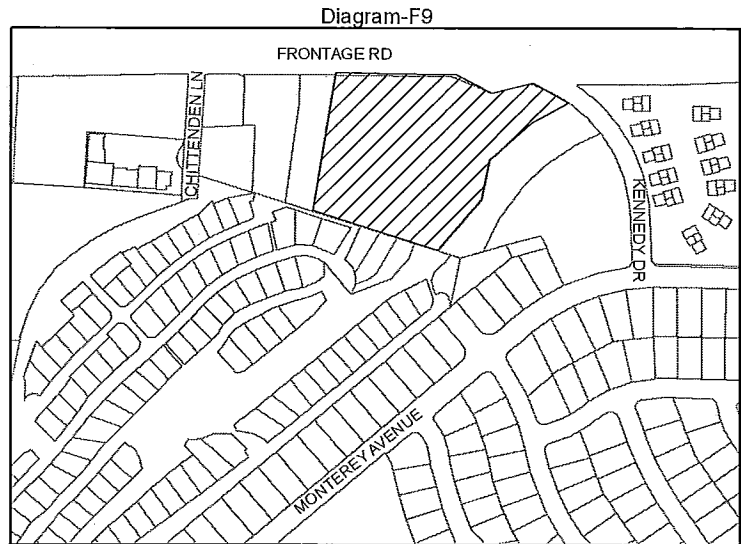 Diagram-F9
FRONTAGE RD
CHITTENDEN LN
KENNEDY DR
MONTEREY AVENUE